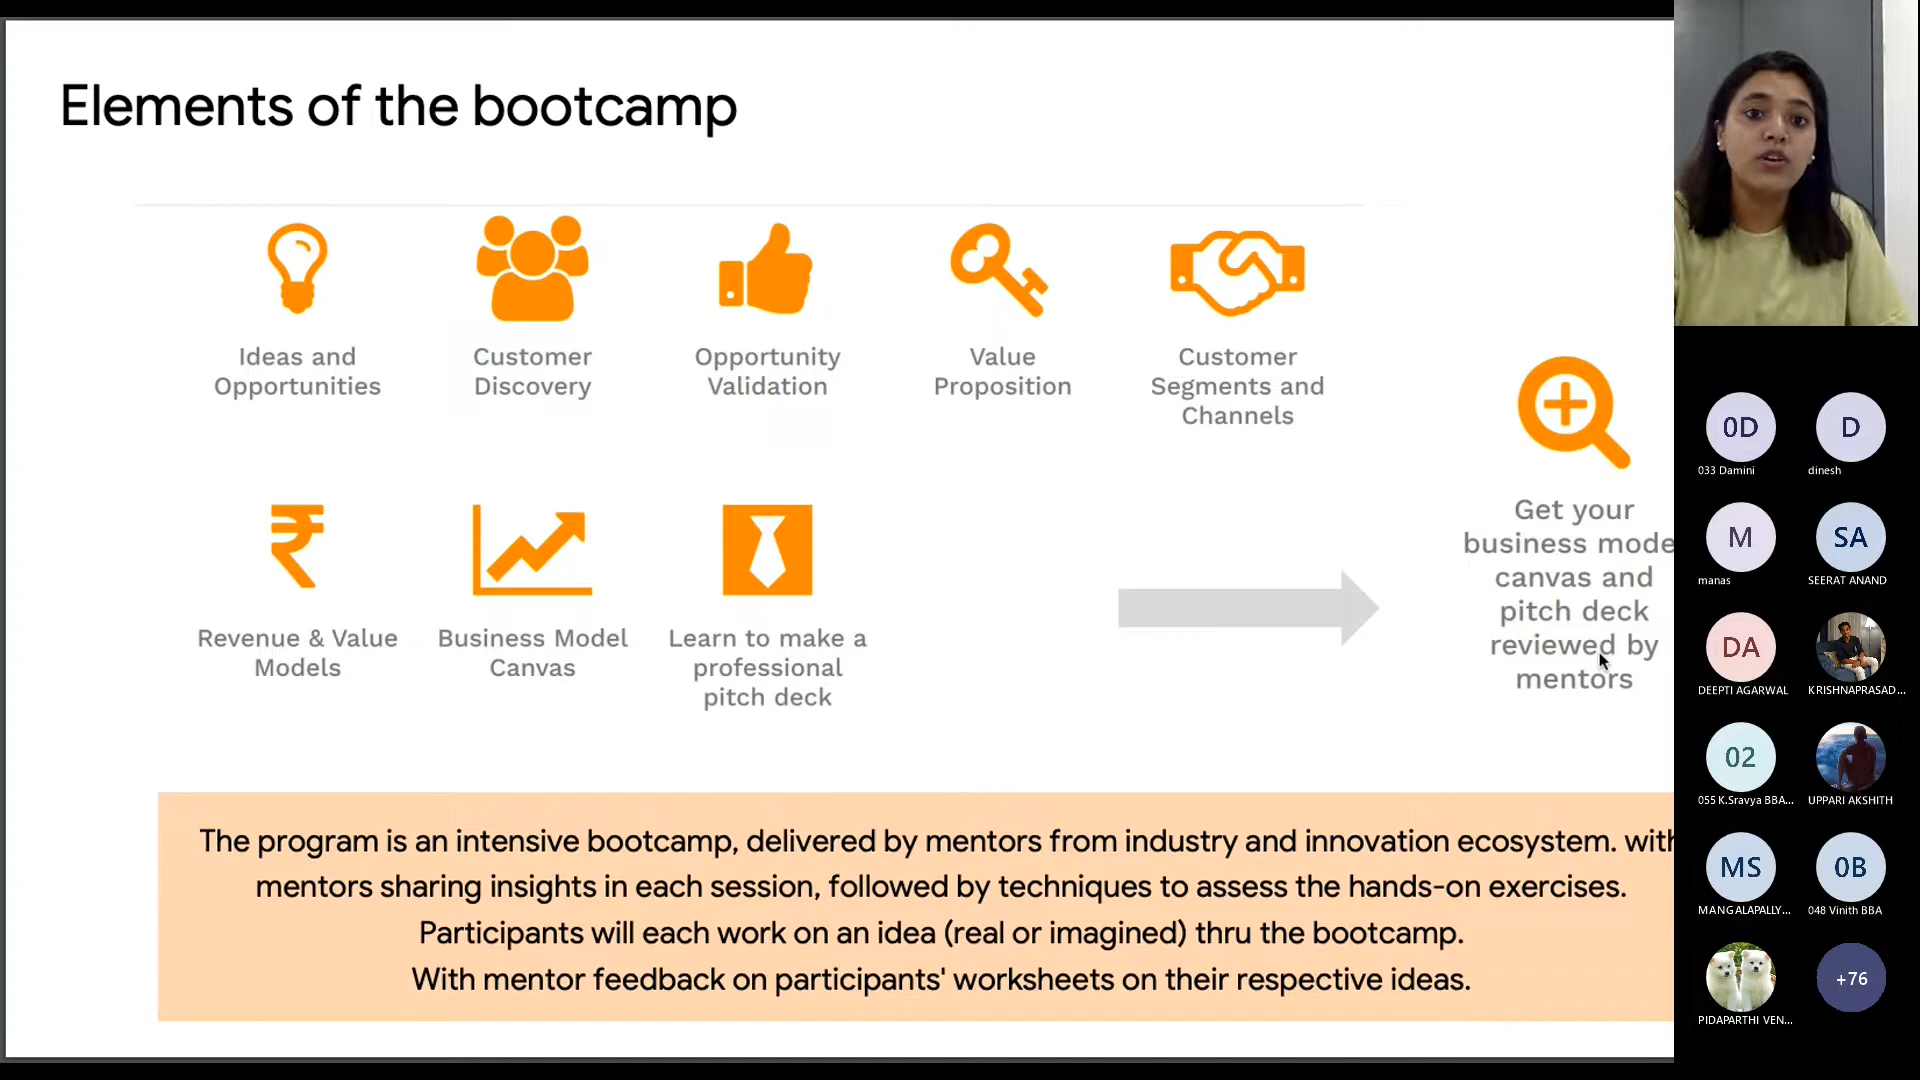 Elements of the bootcamp
Ideas and
Opportunities
Customer
Discovery
Opportunity
Validation
Value
Proposition
Customer
Segments and
Channels
Revenue & Value
Models
Business Model
Canvas
Learn to make a
professional
pitch deck
Get your
business mode
canvas and
pitch deck
reviewed by
mentors
The program is an intensive bootcamp, delivered by mentors from industry and innovation ecosystem. with
mentors sharing insights in each session, followed by techniques to assess the hands-on exercises.
Participants will each work on an idea (real or imagined) thru the bootcamp.
With mentor feedback on participants' worksheets on their respective ideas.
0D
033 Damini
D
dinesh
M
manas
SA
SEERAT ANAND
DA
DEEPTI AGARWAL
KRISHNAPRASAD...
02
055 K.Sravya BBA...
UPPARI AKSHITH
MS
MANGALAPALLY...
0B
048 Vinith BBA
PIDAPARTHI VEN...
+76